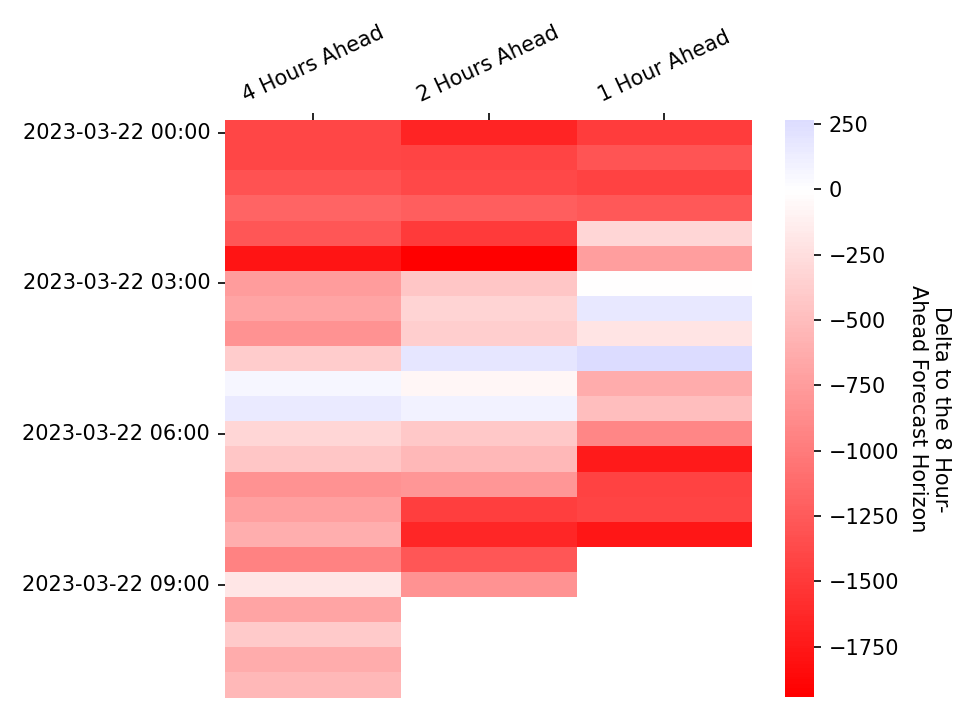 4 Hours Ahead
2 Hours Ahead
1 Hour Ahead
2023-03-22 00:00
2023-03-22 03:00
2023-03-22 06:00
2023-03-22 09:00
250
0
−250
−500
−750
−1000
−1250
−1500
−1750
Delta to the 8 Hour-
Ahead Forecast Horizon